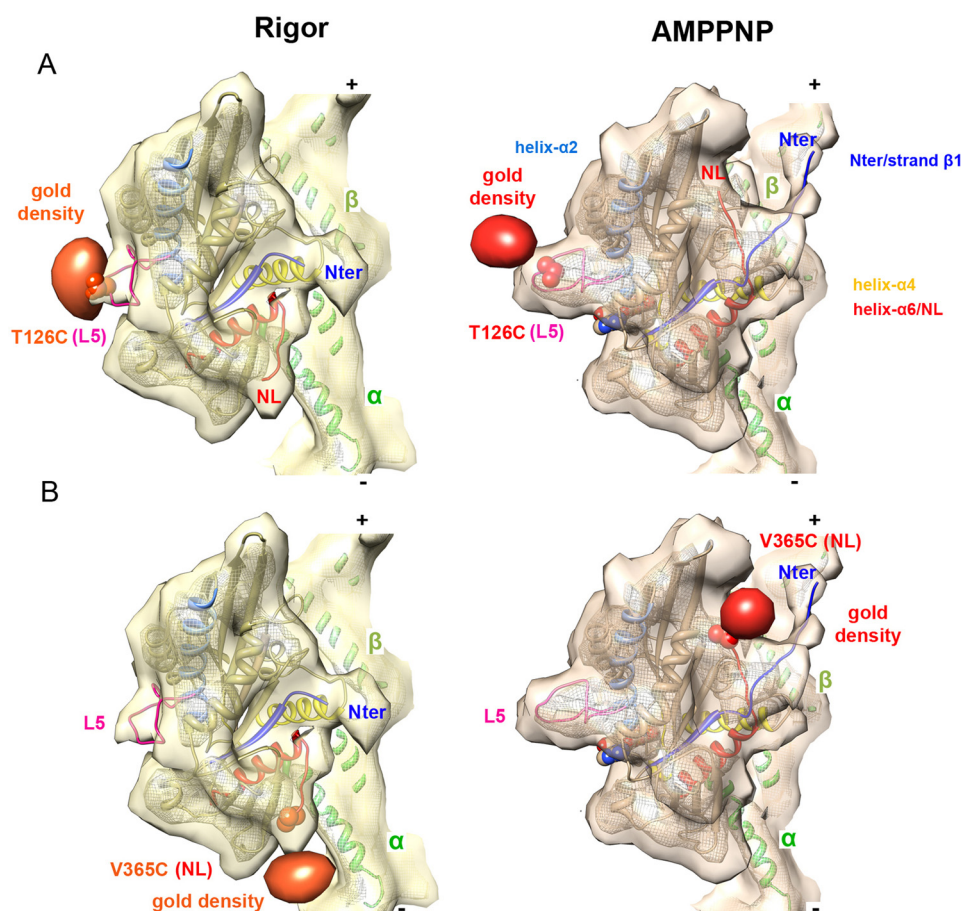 Rigor
AMPPNP
A
+
+
helix-α2
Nter
Nter/strand β1
NL
β
gold
density
gold
density
β
Nter
helix-α4
helix-α6/NL
T126C (L5)
T126C (L5)
NL
α
α
-
-
B
+
+
V365C (NL)
Nter
gold
density
β
β
L5
Nter
L5
α
α
V365C (NL)
gold density
-
-